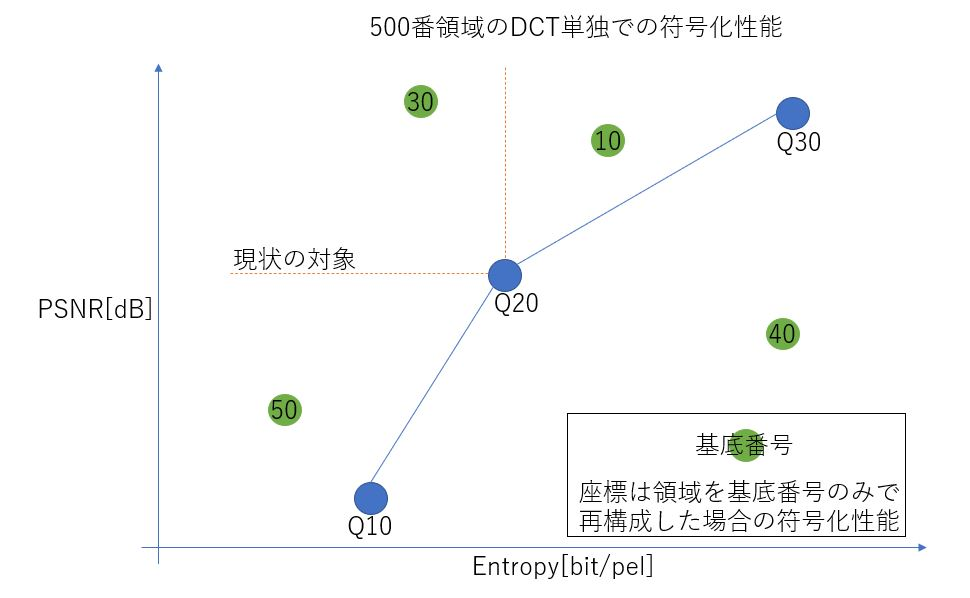 500番領域のDCT単独での符号化性能
30
10
Q30
現状の対象
Q20
PSNR[dB]
40
50
基底番号
座標は領域を基底番号のみで
再構成した場合の符号化性能
Q10
Entropy[bit/pel]